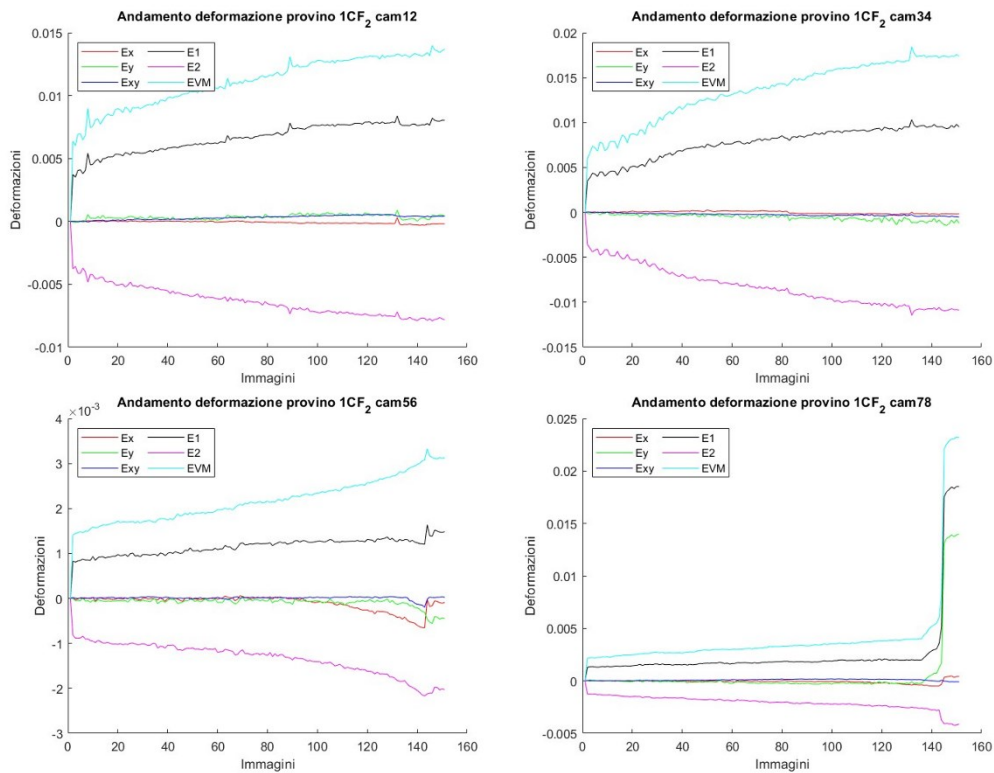 Andamento deformazione provino 1CF₂ cam12
Ex E1
Ey E2
Exy EVM
0.015
0.01
0.005
0
-0.005
-0.01
Deformazioni
0 20 40 60 80 100 120 140 160
Immagini
Andamento deformazione provino 1CF₂ cam34
Ex E1
Ey E2
Exy EVM
0.02
0.015
0.01
0.005
0
-0.005
-0.01
-0.015
Deformazioni
0 20 40 60 80 100 120 140 160
Immagini
Andamento deformazione provino 1CF₂ cam56
×10⁻³
Ex E1
Ey E2
Exy EVM
4
3
2
1
0
-1
-2
-3
Deformazioni
0 20 40 60 80 100 120 140 160
Immagini
Andamento deformazione provino 1CF₂ cam78
Ex E1
Ey E2
Exy EVM
0.025
0.02
0.015
0.01
0.005
0
-0.005
Deformazioni
0 20 40 60 80 100 120 140 160
Immagini